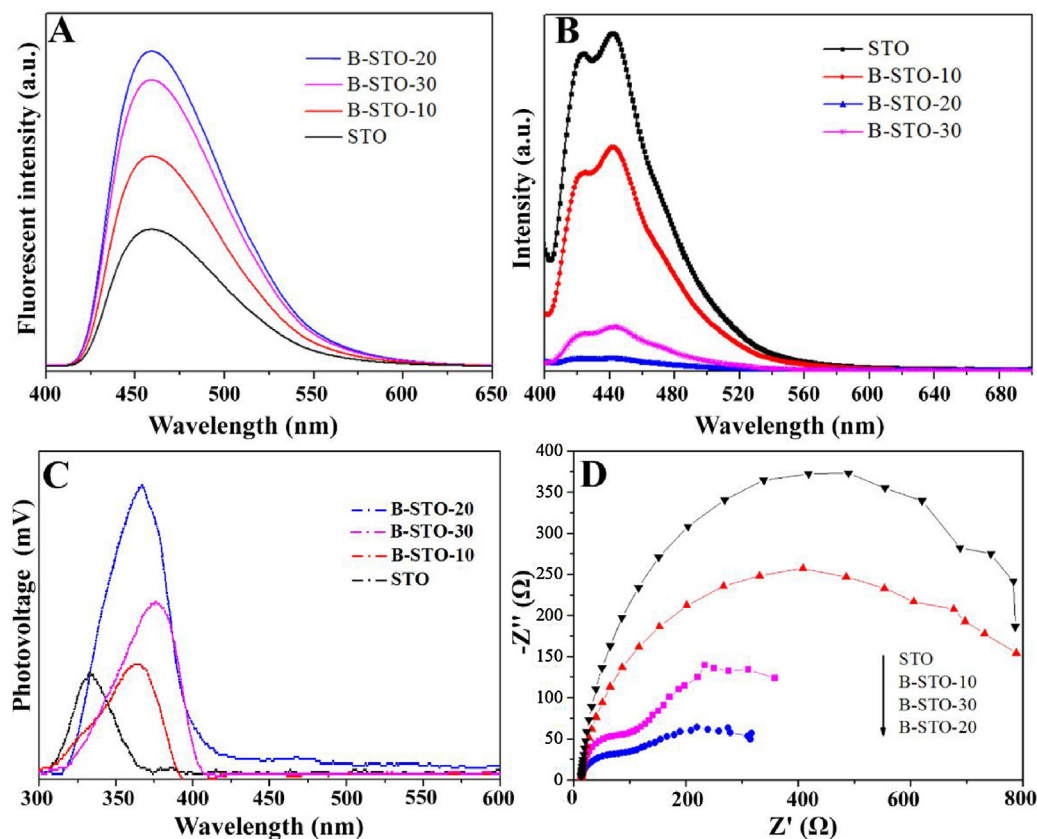 A
B-STO-20
B-STO-30
B-STO-10
STO
Fluorescent intensity (a.u.)
400 450 500 550 600 650
Wavelength (nm)
B
STO
B-STO-10
B-STO-20
B-STO-30
Intensity (a.u.)
400 440 480 520 560 600 640 680
Wavelength (nm)
C
B-STO-20
B-STO-30
B-STO-10
STO
Photovoltage (mV)
300 350 400 450 500 550 600
Wavelength (nm)
D
400
350
300
250
200
150
100
50
0
-Z'' (Ω)
STO
B-STO-10
B-STO-30
B-STO-20
0 200 400 600 800
Z' (Ω)